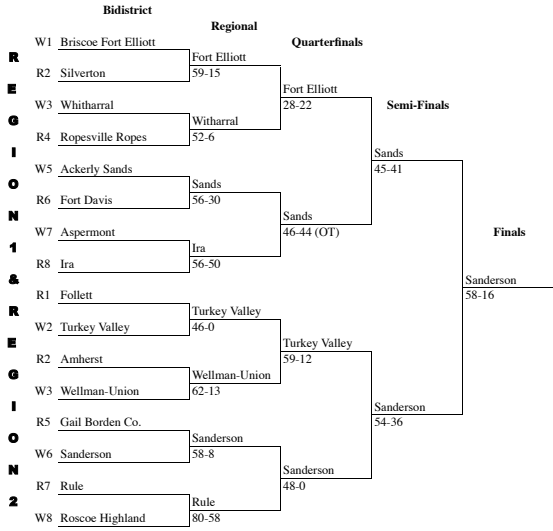 Bidistrict
Regional
Quarterfinals
Semi-Finals
Finals
REGION 1 & REGION 2
W1 Briscoe Fort Elliott
Fort Elliott
R2 Silverton
59-15
Fort Elliott
28-22
W3 Whitharral
Witharral
R4 Ropesville Ropes
52-6
Sands
45-41
W5 Ackerly Sands
Sands
R6 Fort Davis
56-30
Sands
46-44 (OT)
W7 Aspermont
Ira
R8 Ira
56-50
Sanderson
58-16
R1 Follett
Turkey Valley
W2 Turkey Valley
46-0
Turkey Valley
59-12
R2 Amherst
Wellman-Union
W3 Wellman-Union
62-13
Sanderson
54-36
R5 Gail Borden Co.
Sanderson
W6 Sanderson
58-8
Sanderson
48-0
R7 Rule
Rule
W8 Roscoe Highland
80-58